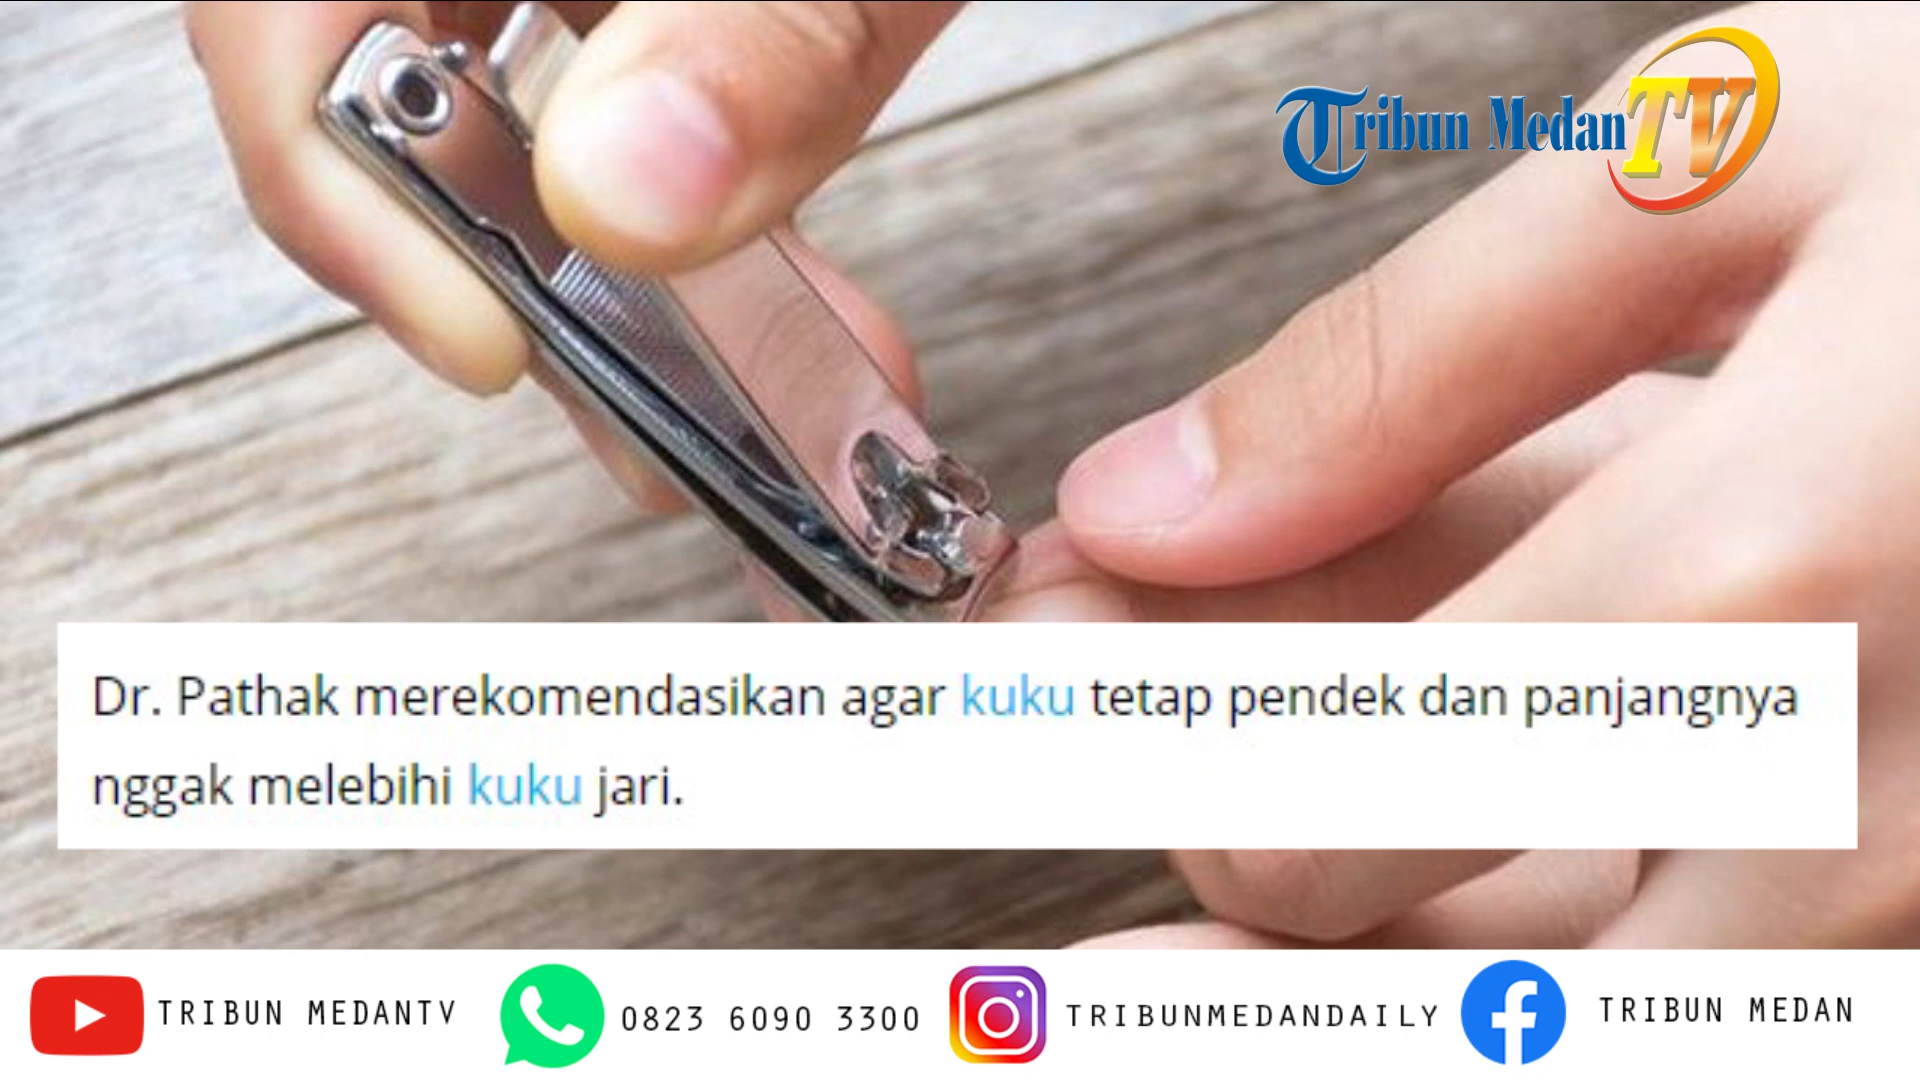 Tribun Medan TV
Dr. Pathak merekomendasikan agar kuku tetap pendek dan panjangnya
nggak melebihi kuku jari.
TRIBUN MEDANTV
0823 6090 3300
TRIBUNMEDANDAILY
TRIBUN MEDAN